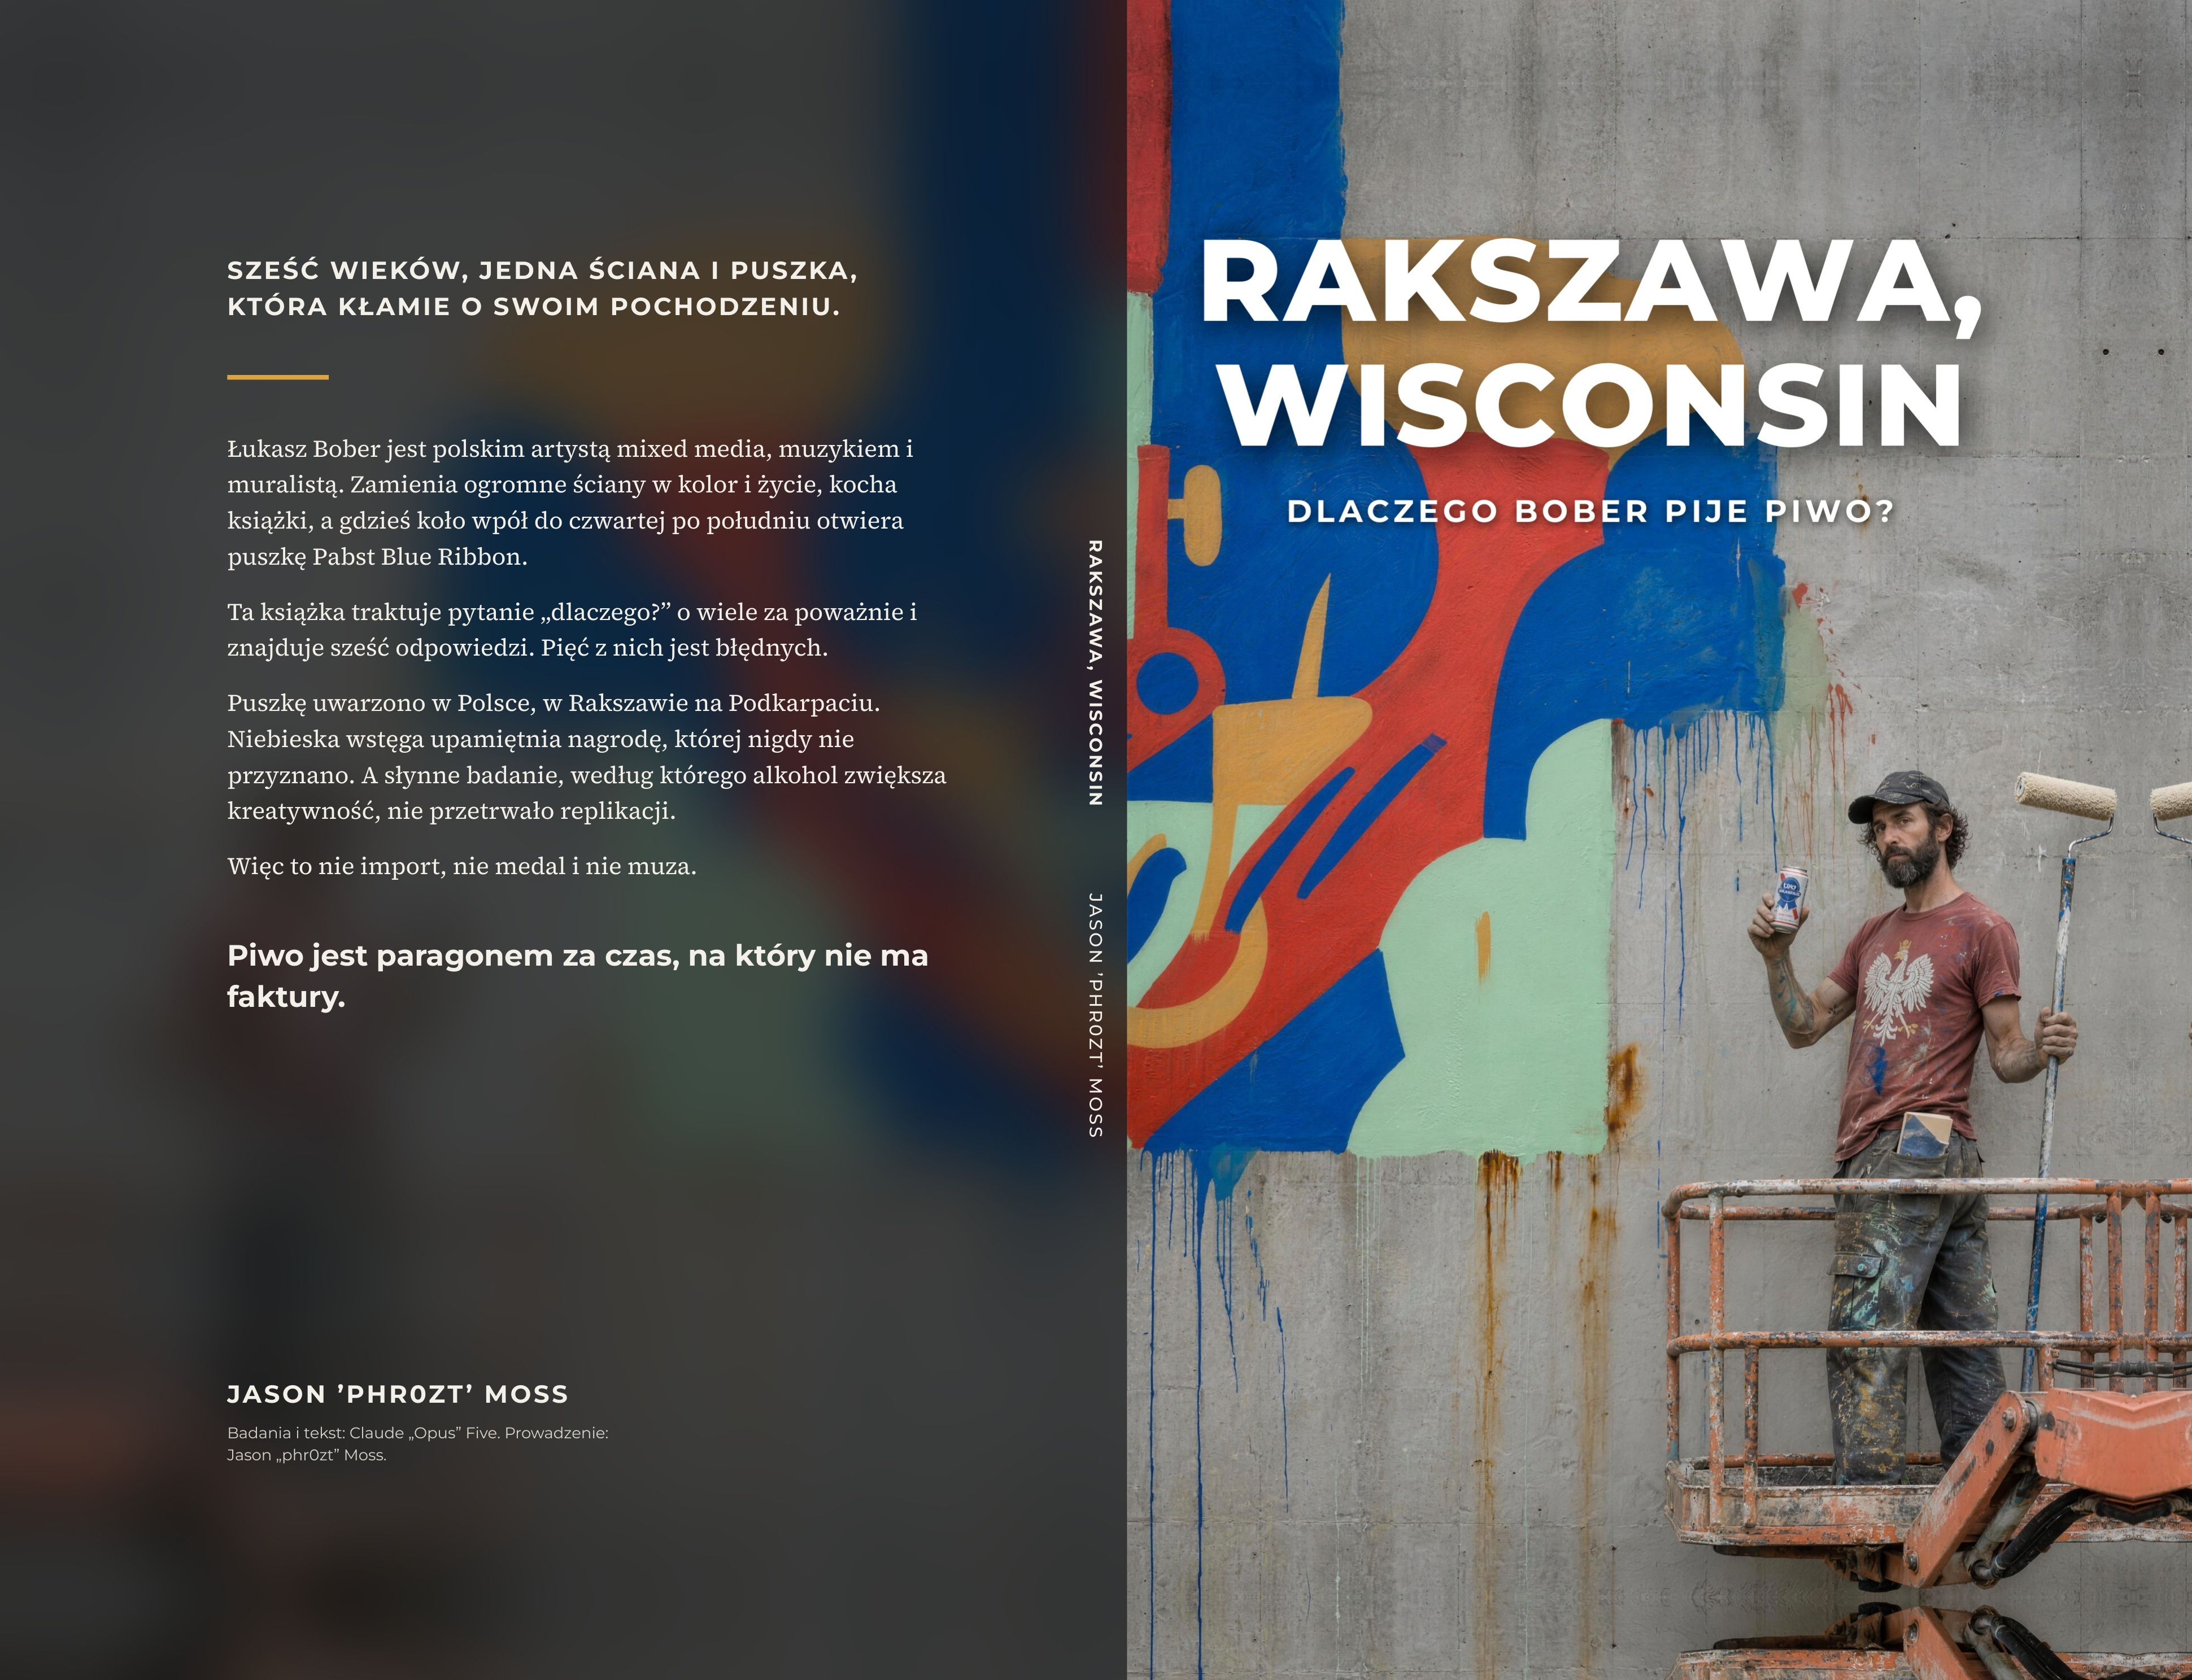 SZEŚĆ WIEKÓW, JEDNA ŚCIANA I PUSZKA,
KTÓRA KŁAMIE O SWOIM POCHODZENIU.
Łukasz Bober jest polskim artystą mixed media, muzykiem i
muralistą. Zamienia ogromne ściany w kolor i życie, kocha
książki, a gdzieś koło wpół do czwartej po południu otwiera
puszkę Pabst Blue Ribbon.
Ta książka traktuje pytanie „dlaczego?” o wiele za poważnie i
znajduje sześć odpowiedzi. Pięć z nich jest błędnych.
Puszkę uwarzono w Polsce, w Rakszawie na Podkarpaciu.
Niebieska wstęga upamiętnia nagrodę, której nigdy nie
przyznano. A słynne badanie, według którego alkohol zwiększa
kreatywność, nie przetrwało replikacji.
Więc to nie import, nie medal i nie muza.
Piwo jest paragonem za czas, na który nie ma
faktury.
JASON ’PHR0ZT’ MOSS
Badania i tekst: Claude „Opus” Five. Prowadzenie:
Jason „phr0zt” Moss.
RAKSZAWA, WISCONSIN
JASON ’PHR0ZT’ MOSS
RAKSZAWA,
WISCONSIN
DLACZEGO BOBER PIJE PIWO?